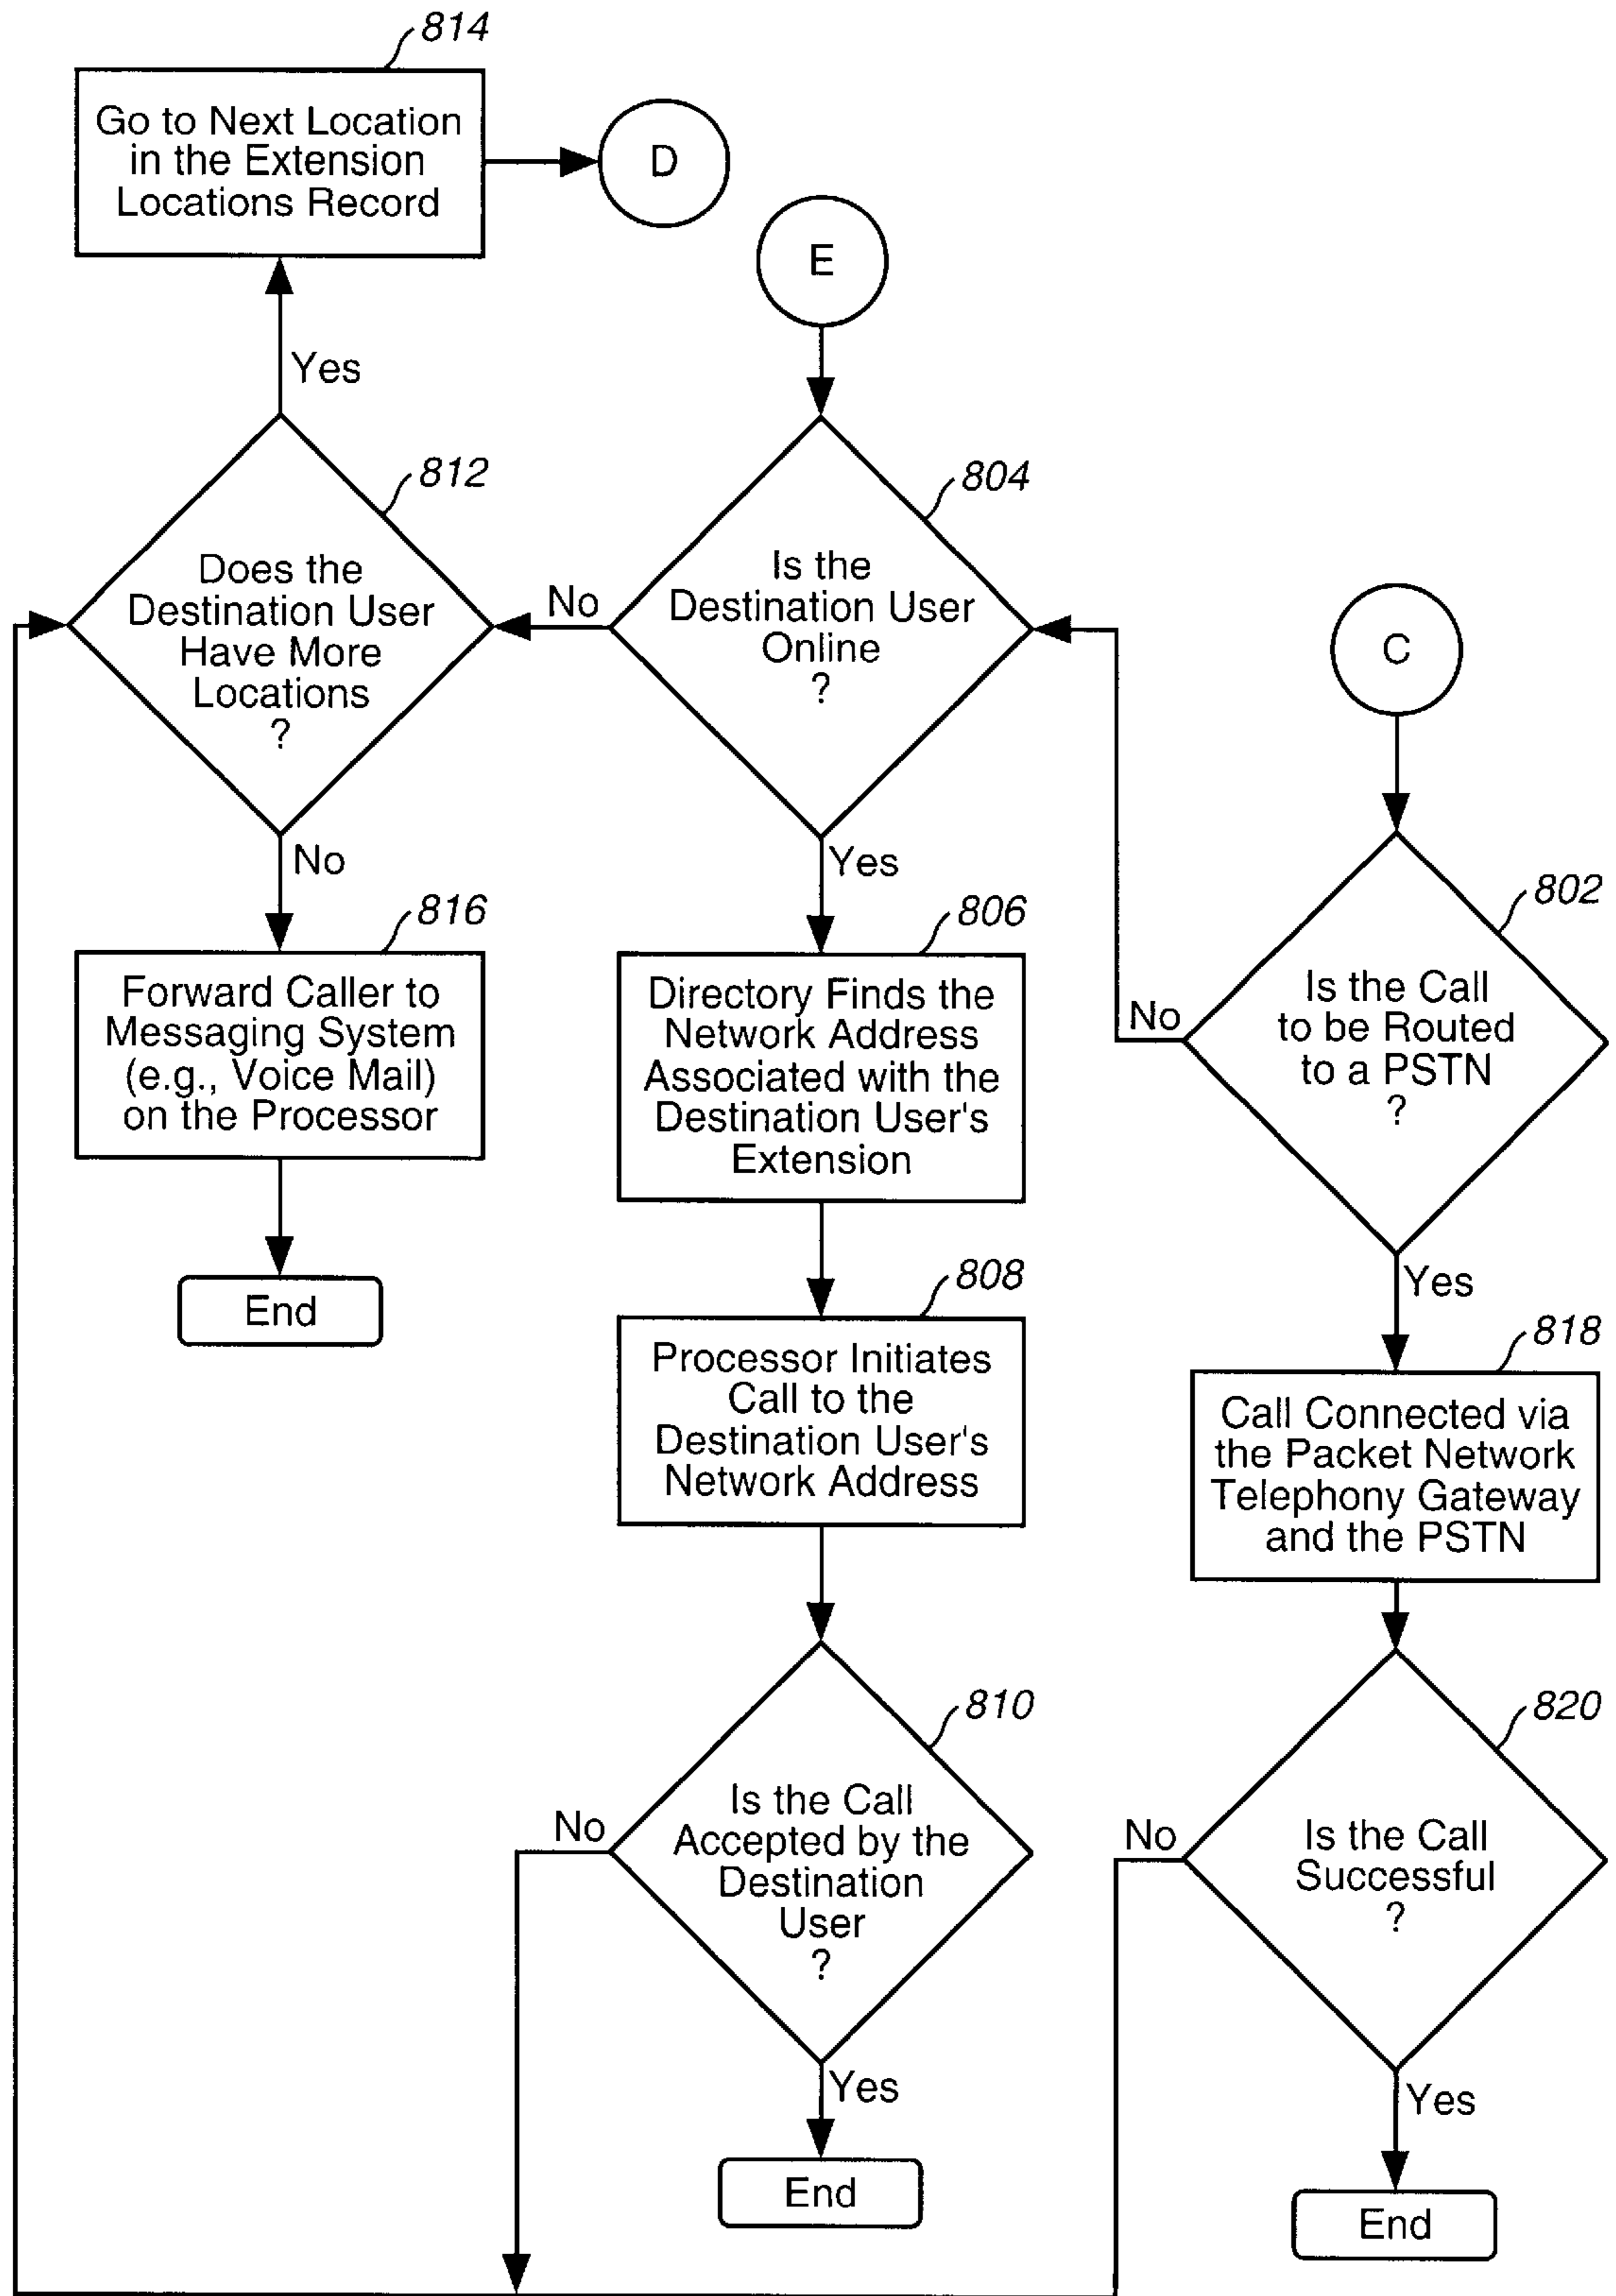 814
Go to Next Location
in the Extension
Locations Record
D
E
Yes
812
Does the
Destination User
Have More
Locations
?
No
804
Is the
Destination User
Online
?
C
No
816
Forward Caller to
Messaging System
(e.g., Voice Mail)
on the Processor
End
Yes
806
Directory Finds the
Network Address
Associated with the
Destination User's
Extension
802
Is the Call
to be Routed
to a PSTN
?
No
Yes
808
Processor Initiates
Call to the
Destination User's
Network Address
818
Call Connected via
the Packet Network
Telephony Gateway
and the PSTN
810
Is the Call
Accepted by the
Destination
User
?
No
Yes
End
820
Is the Call
Successful
?
No
Yes
End